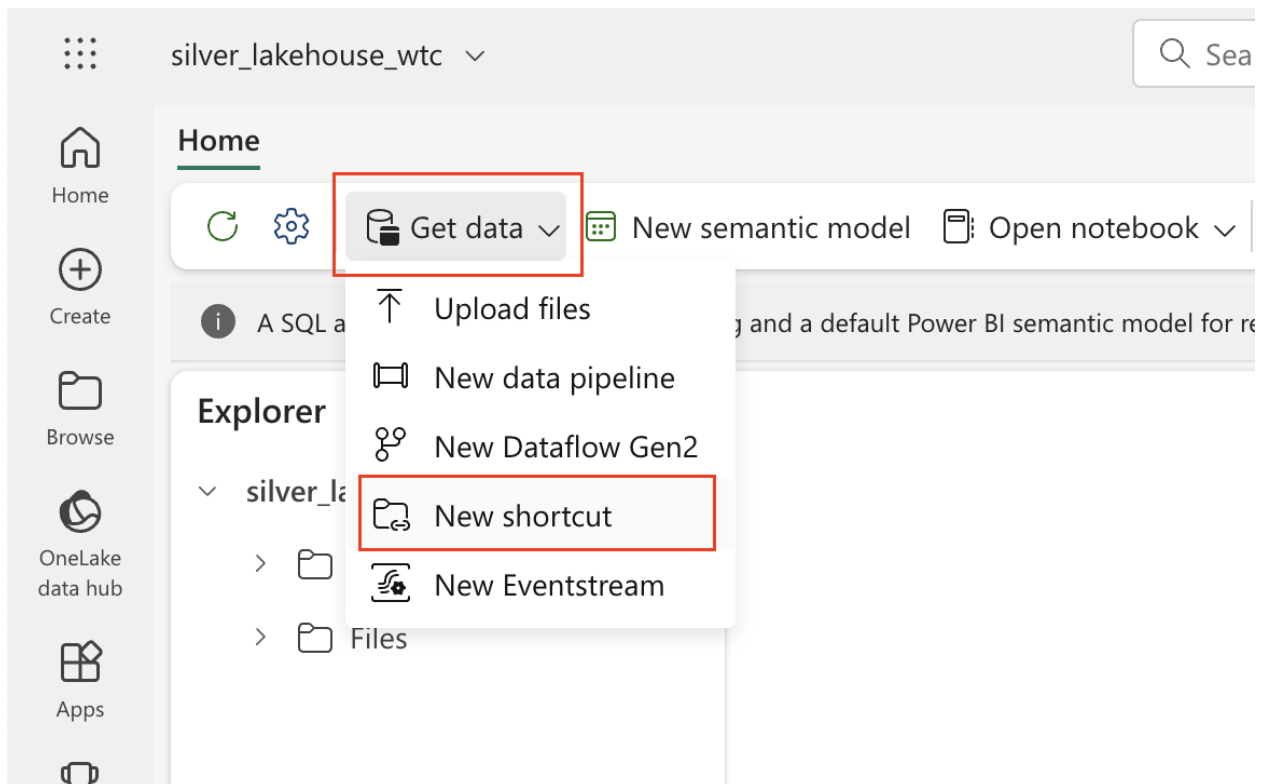 silver_lakehouse_wtc
Sea
Home
Home
Get data
New semantic model
Open notebook
Create
A SQL a
g and a default Power BI semantic model for re
Upload files
New data pipeline
New Dataflow Gen2
New shortcut
New Eventstream
Explorer
Browse
silver_la
Files
OneLake
data hub
Apps